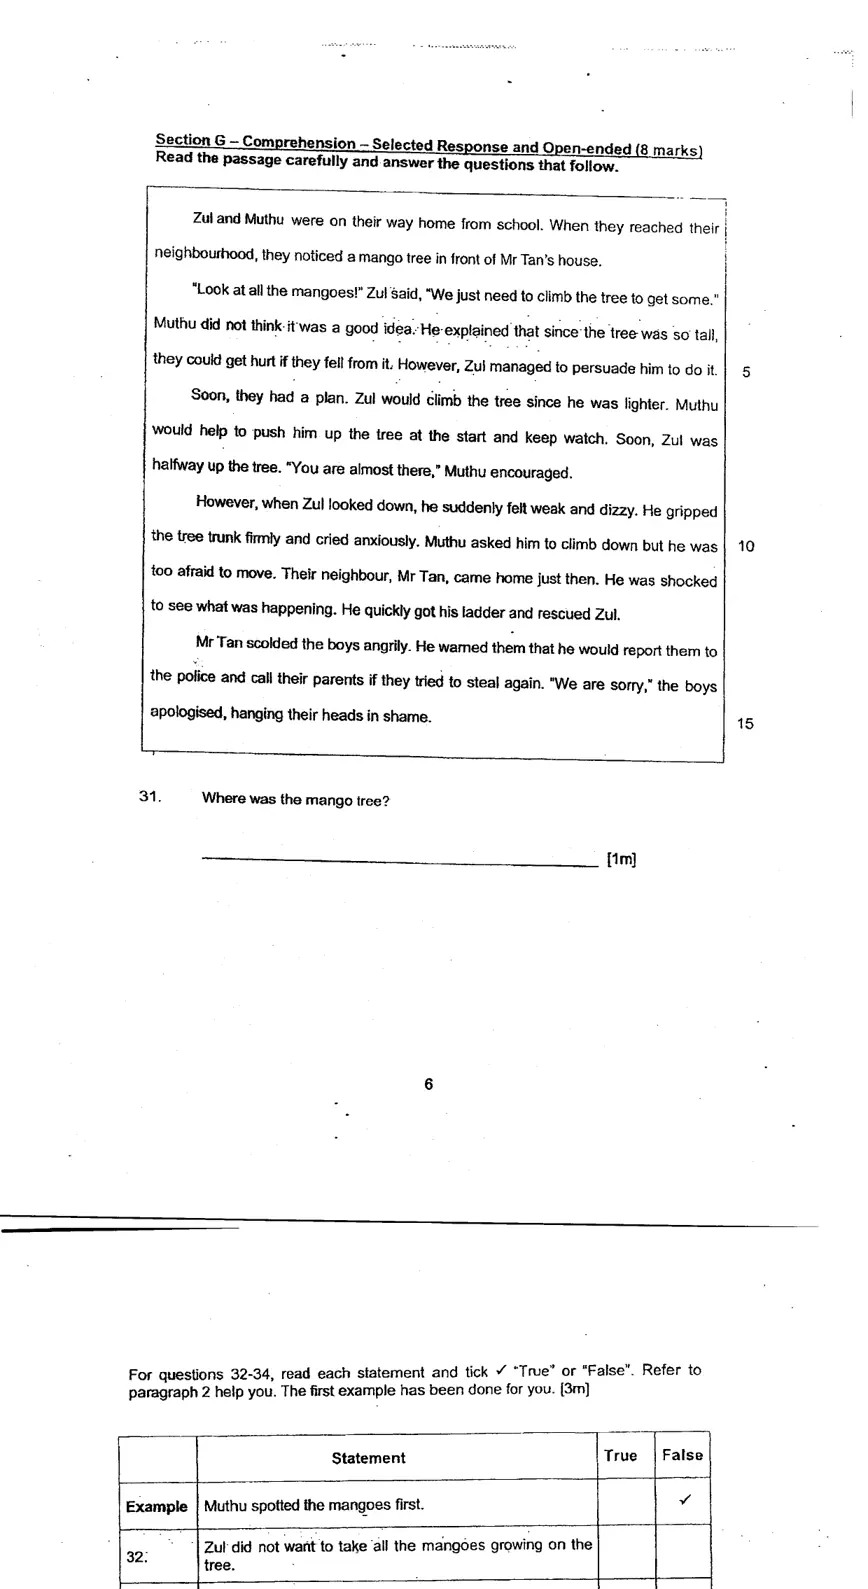 Section G – Comprehension – Selected Response and Open-ended (8 marks)
Read the passage carefully and answer the questions that follow.
Zul and Muthu were on their way home from school. When they reached their
neighbourhood, they noticed a mango tree in front of Mr Tan's house.
"Look at all the mangoes!" Zul said, "We just need to climb the tree to get some."
Muthu did not think it was a good idea. He explained that since the tree was so tall,
they could get hurt if they fell from it. However, Zul managed to persuade him to do it. 5
Soon, they had a plan. Zul would climb the tree since he was lighter. Muthu
would help to push him up the tree at the start and keep watch. Soon, Zul was
halfway up the tree. "You are almost there," Muthu encouraged.
However, when Zul looked down, he suddenly felt weak and dizzy. He gripped
the tree trunk firmly and cried anxiously. Muthu asked him to climb down but he was 10
too afraid to move. Their neighbour, Mr Tan, came home just then. He was shocked
to see what was happening. He quickly got his ladder and rescued Zul.
Mr Tan scolded the boys angrily. He warned them that he would report them to
the police and call their parents if they tried to steal again. "We are sorry," the boys
apologised, hanging their heads in shame. 15
31. Where was the mango tree?
[1m]
6
For questions 32-34, read each statement and tick ✓ "True" or "False". Refer to
paragraph 2 help you. The first example has been done for you. [3m]
Statement True False
Example Muthu spotted the mangoes first. ✓
32. Zul did not want to take all the mangoes growing on the
tree.